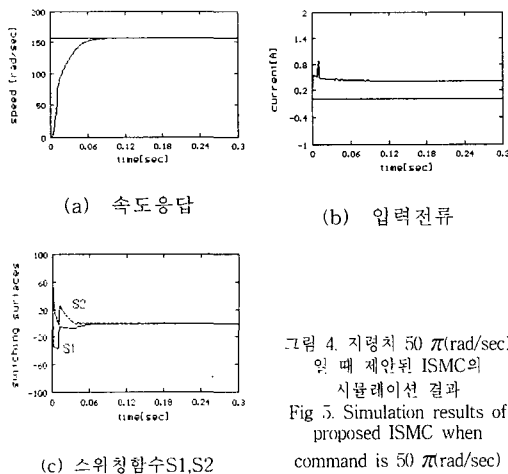 speed [rad/sec]
200
150
100
50
0
0
0.06
0.12
0.18
0.24
0.3
time[sec]
(a) 속도응답
current[A]
2
1.4
0.8
0.2
-0.4
-1
0
0.06
0.12
0.18
0.24
0.3
time[sec]
(b) 입력전류
switching surfaces
100
60
20
-20
-60
-100
S2
S1
0
0.06
0.12
0.18
0.24
0.3
time[sec]
(c) 스위칭함수S1,S2
그림 4. 지령치 50 π(rad/sec)
일 때 제안된 ISMC의
시뮬레이션 결과
Fig 5. Simulation results of
proposed ISMC when
command is 50 π(rad/sec)